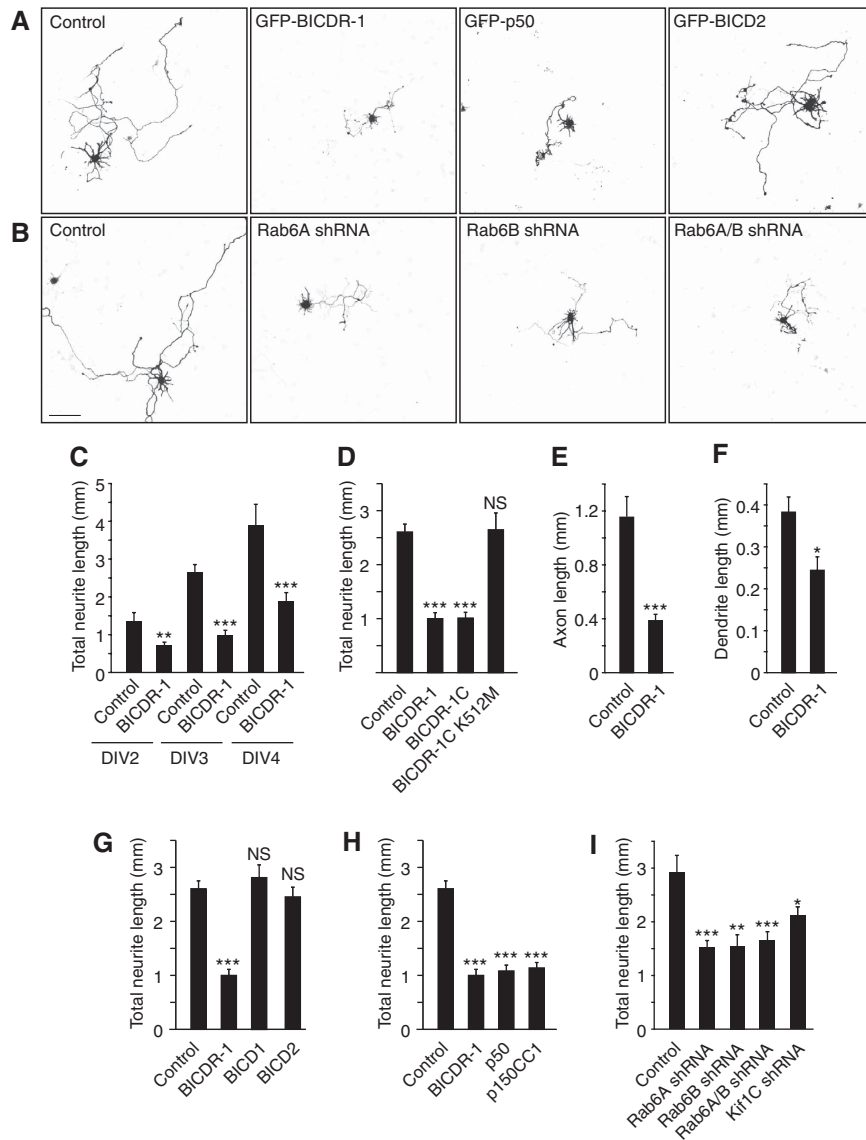 A
Control
GFP-BICDR-1
GFP-p50
GFP-BICD2
B
Control
Rab6A shRNA
Rab6B shRNA
Rab6A/B shRNA
C
Total neurite length (mm)
5
4
3
2
1
0
**
***
***
Control
BICDR-1
Control
BICDR-1
Control
BICDR-1
DIV2
DIV3
DIV4
D
Total neurite length (mm)
3
2
1
0
***
***
NS
Control
BICDR-1
BICDR-1C
BICDR-1C K512M
E
Axon length (mm)
1.2
0.8
0.4
0
***
Control
BICDR-1
F
Dendrite length (mm)
0.4
0.3
0.2
0.1
0
*
Control
BICDR-1
G
Total neurite length (mm)
3
2
1
0
***
NS
NS
Control
BICDR-1
BICD1
BICD2
H
Total neurite length (mm)
3
2
1
0
***
***
***
Control
BICDR-1
p50
p150CC1
I
Total neurite length (mm)
3
2
1
0
***
**
***
*
Control
Rab6A shRNA
Rab6B shRNA
Rab6A/B shRNA
Kif1C shRNA